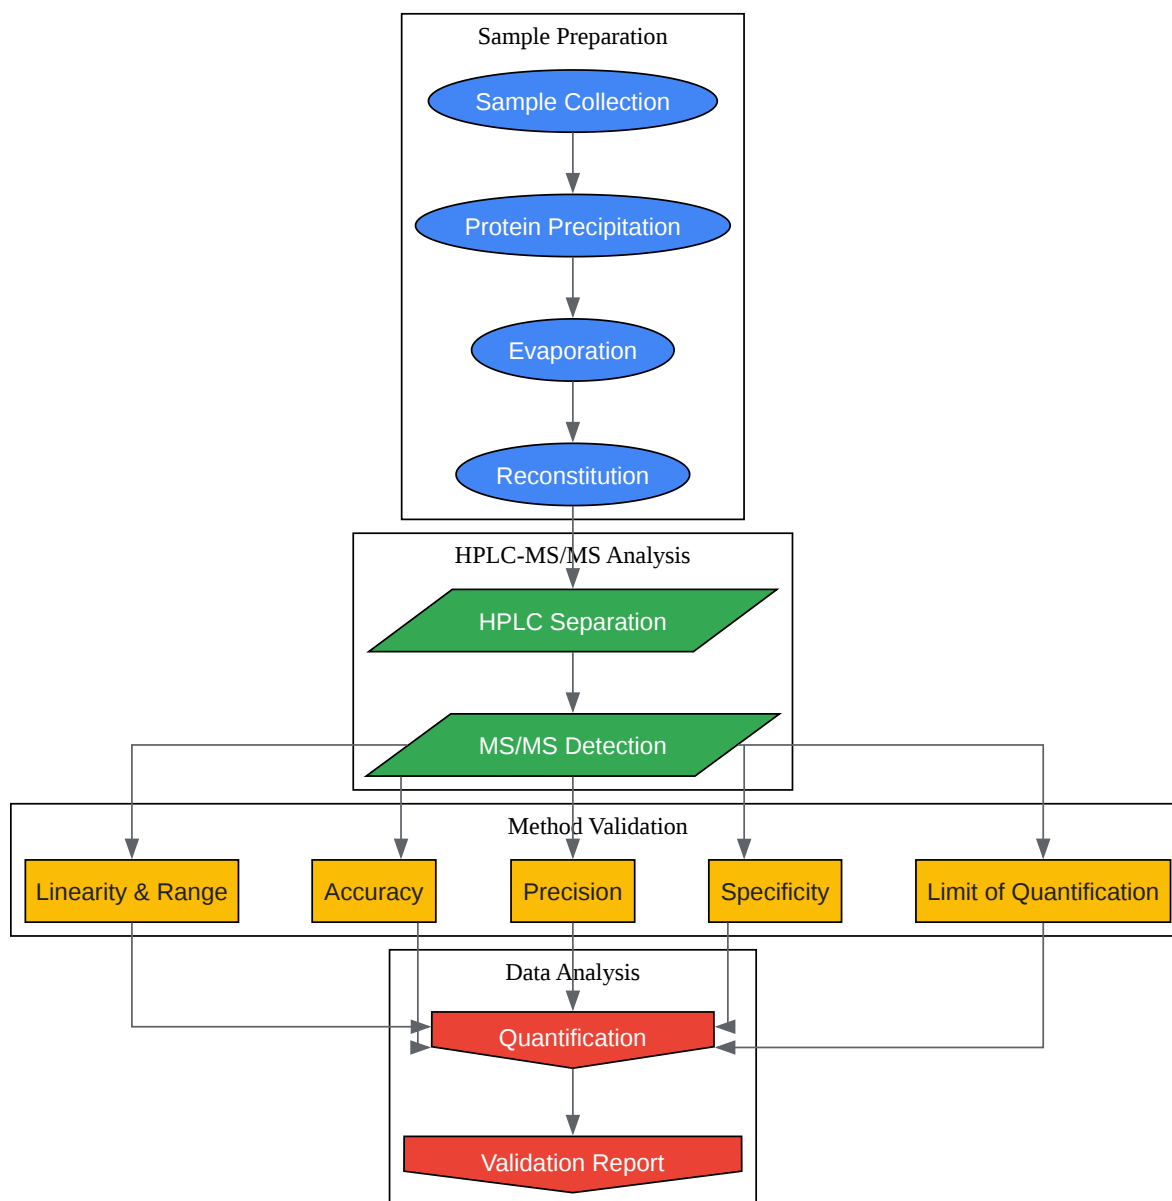 Sample Preparation
Sample Collection
Protein Precipitation
Evaporation
Reconstitution
HPLC-MS/MS Analysis
HPLC Separation
MS/MS Detection
Method Validation
Linearity & Range
Accuracy
Precision
Specificity
Limit of Quantification
Data Analysis
Quantification
Validation Report